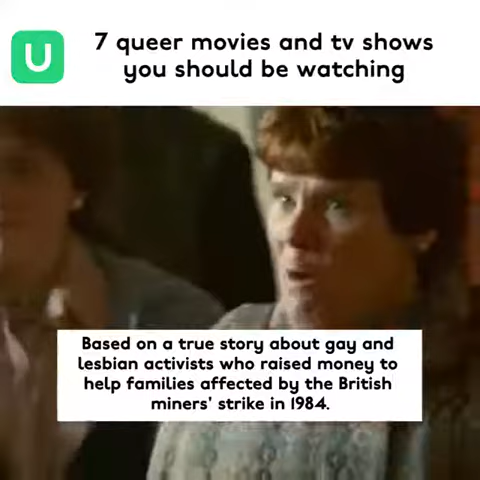 U
7 queer movies and tv shows
you should be watching
Based on a true story about gay and
lesbian activists who raised money to
help families affected by the British
miners' strike in 1984.